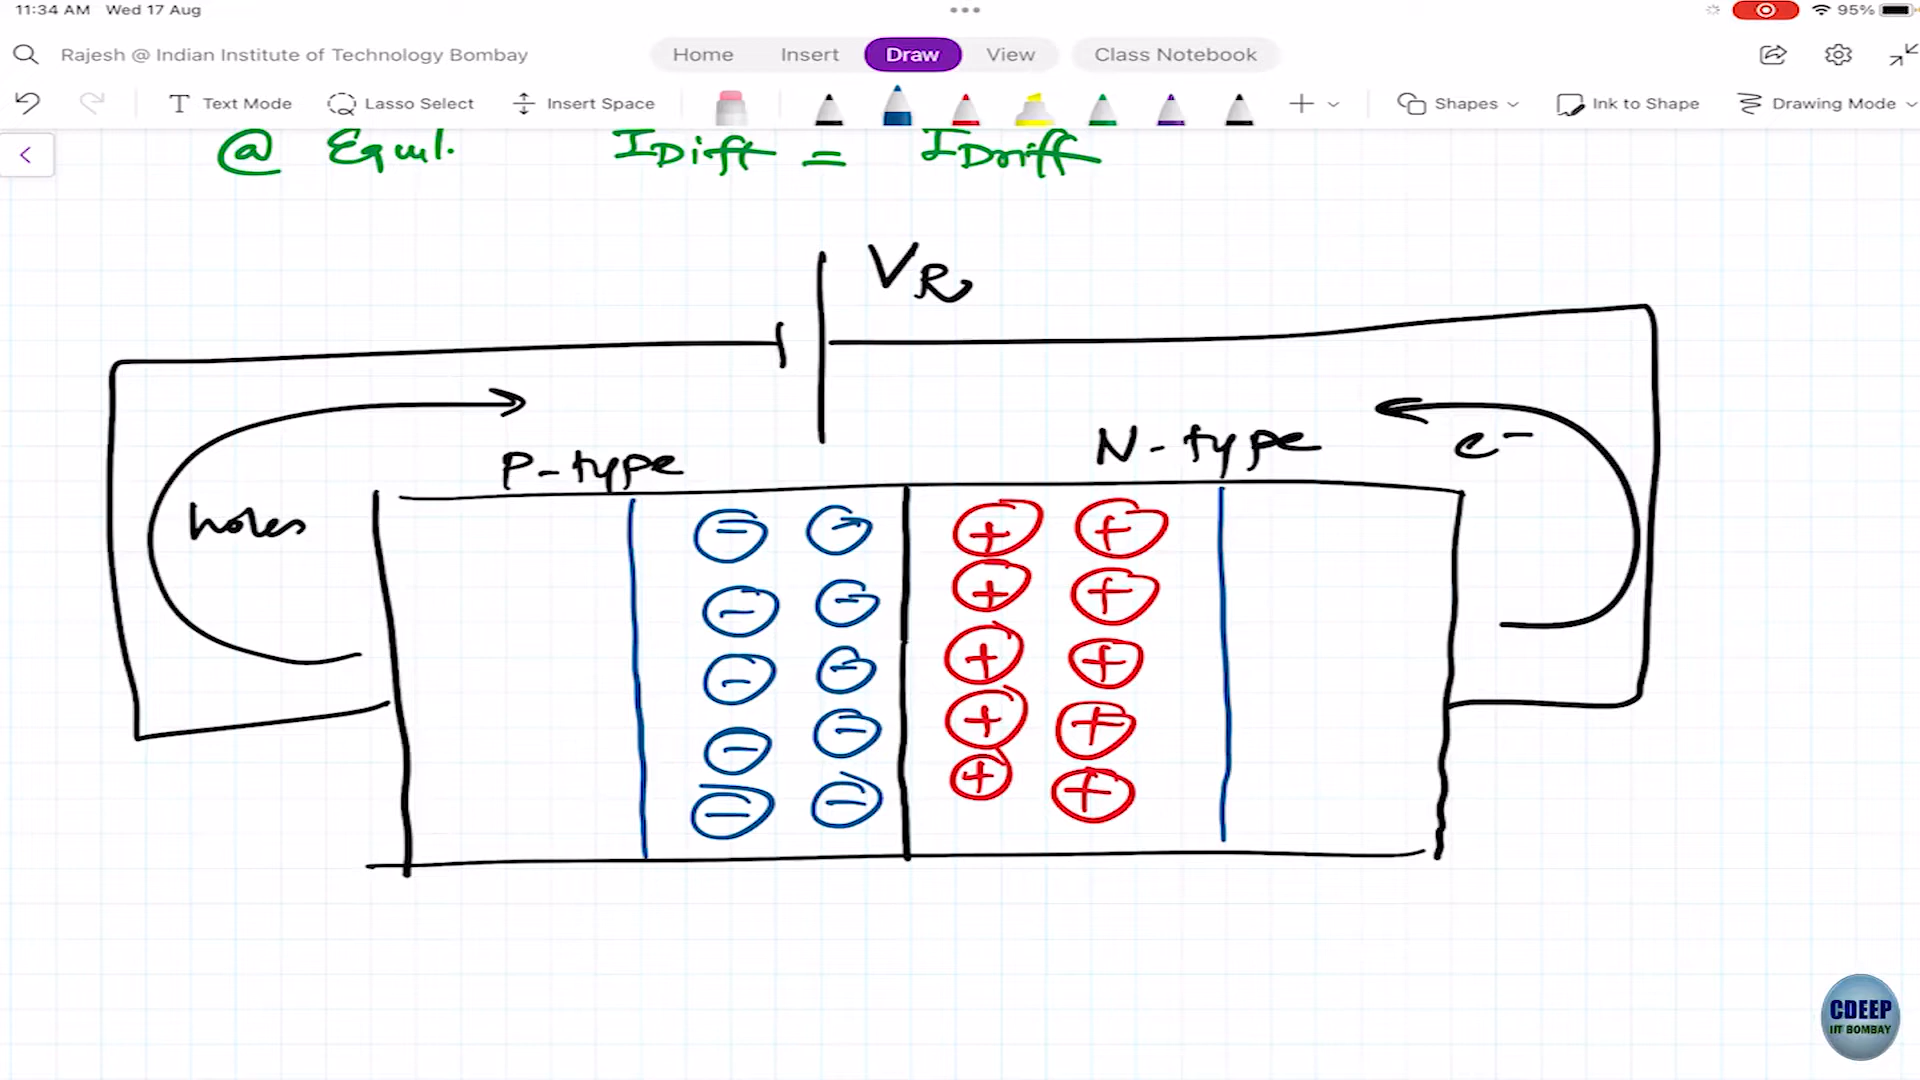 11:34 AM Wed 17 Aug
95%
Rajesh @ Indian Institute of Technology Bombay
Home Insert Draw View Class Notebook
Text Mode Lasso Select Insert Space Shapes Ink to Shape Drawing Mode
@ Equil. IDiff = IDriff
VR
P-type N-type e-
holes
- - + +
- - + +
- - + +
- - + +
- - + +
CDEEP
IIT BOMBAY